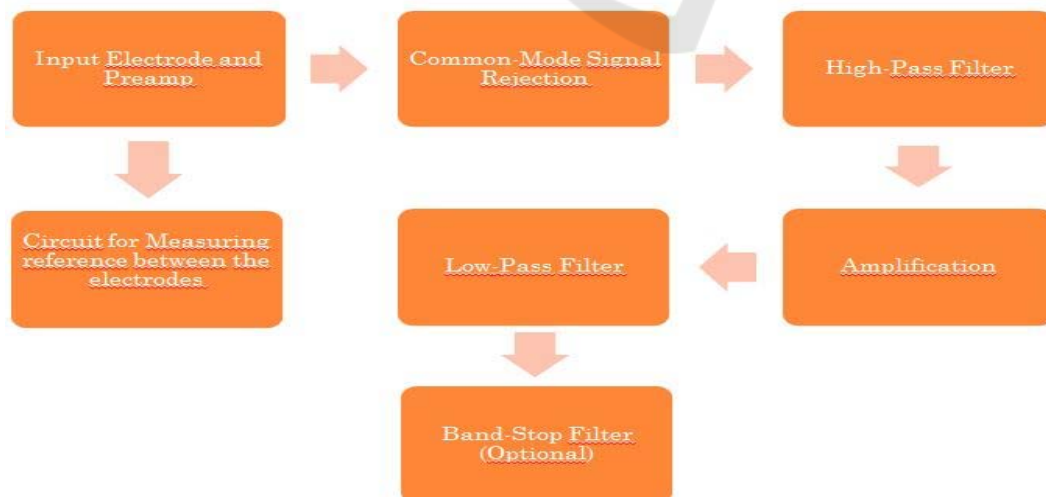 Input Electrode and
Preamp
Common-Mode Signal
Rejection
High-Pass Filter
Circuit for Measuring
reference between the
electrodes
Low-Pass Filter
Amplification
Band-Stop Filter
(Optional)